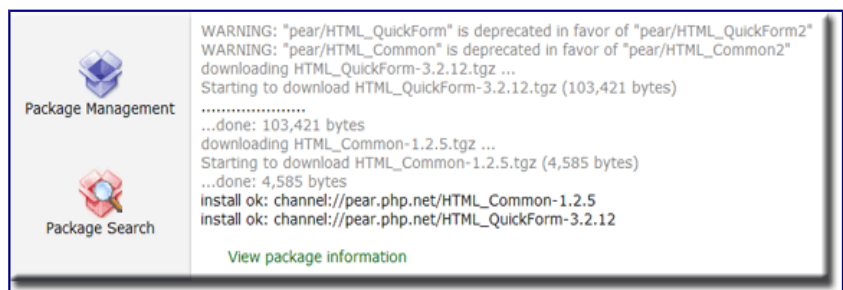 WARNING: "pear/HTML_QuickForm" is deprecated in favor of "pear/HTML_QuickForm2"
WARNING: "pear/HTML_Common" is deprecated in favor of "pear/HTML_Common2"
downloading HTML_QuickForm-3.2.12.tgz ...
Starting to download HTML_QuickForm-3.2.12.tgz (103,421 bytes)
.....................
...done: 103,421 bytes
downloading HTML_Common-1.2.5.tgz ...
Starting to download HTML_Common-1.2.5.tgz (4,585 bytes)
...done: 4,585 bytes
install ok: channel://pear.php.net/HTML_Common-1.2.5
install ok: channel://pear.php.net/HTML_QuickForm-3.2.12
View package information
Package Management
Package Search